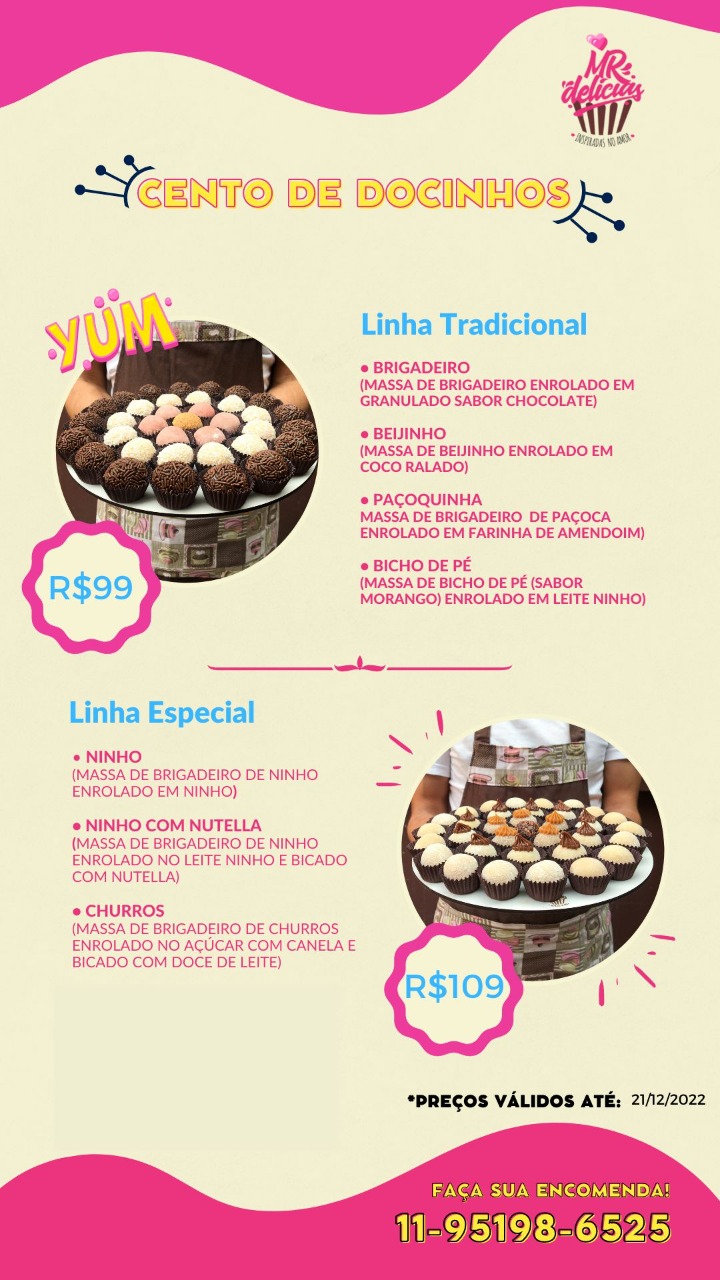 MR
delícias
INSPIRADAS NO AMOR
CENTO DE DOCINHOS
YUM
Linha Tradicional
• BRIGADEIRO
(MASSA DE BRIGADEIRO ENROLADO EM
GRANULADO SABOR CHOCOLATE)
• BEIJINHO
(MASSA DE BEIJINHO ENROLADO EM
COCO RALADO)
• PAÇOQUINHA
MASSA DE BRIGADEIRO DE PAÇOCA
ENROLADO EM FARINHA DE AMENDOIM)
• BICHO DE PÉ
(MASSA DE BICHO DE PÉ (SABOR
MORANGO) ENROLADO EM LEITE NINHO)
R$99
Linha Especial
• NINHO
(MASSA DE BRIGADEIRO DE NINHO
ENROLADO EM NINHO)
• NINHO COM NUTELLA
(MASSA DE BRIGADEIRO DE NINHO
ENROLADO NO LEITE NINHO E BICADO
COM NUTELLA)
• CHURROS
(MASSA DE BRIGADEIRO DE CHURROS
ENROLADO NO AÇÚCAR COM CANELA E
BICADO COM DOCE DE LEITE)
R$109
*PREÇOS VÁLIDOS ATÉ: 21/12/2022
FAÇA SUA ENCOMENDA!
11-95198-6525